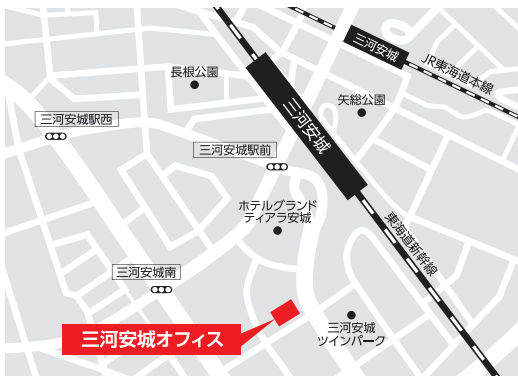 三河安城
JR東海道本線
長根公園
三河安城
矢総公園
三河安城駅西
三河安城駅前
ホテルグランド
ティアラ安城
東海道新幹線
三河安城南
三河安城オフィス
三河安城
ツインパーク